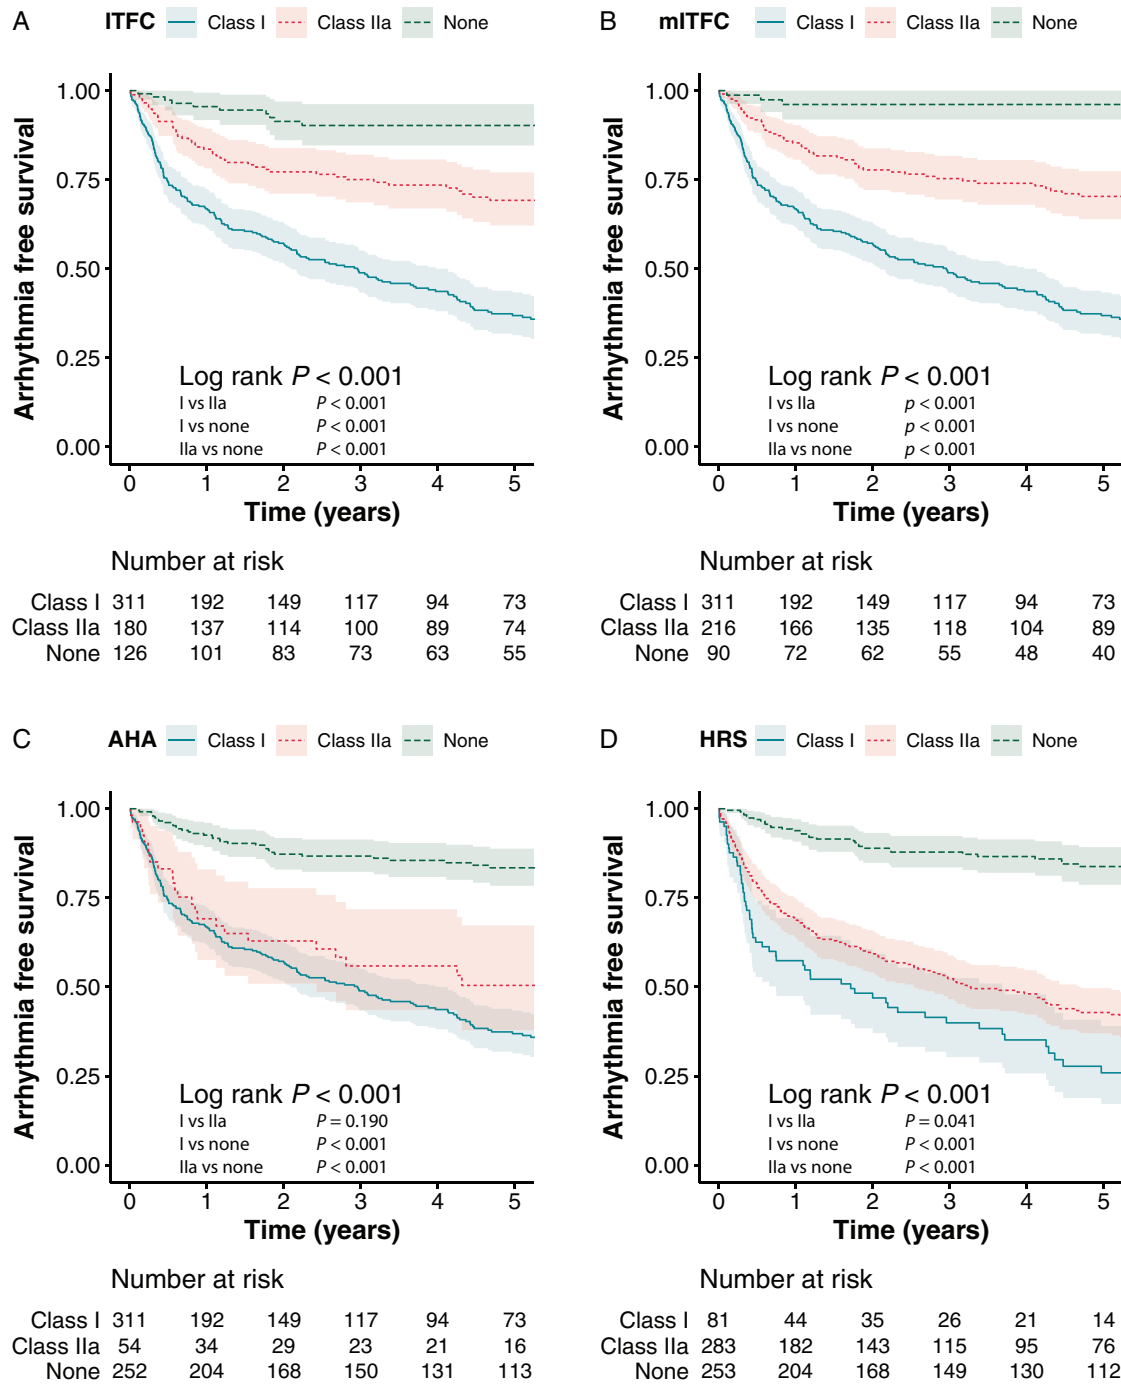 A ITFC Class I Class IIa None
1.00
0.75
0.50
0.25
0.00
Arrhythmia free survival
Log rank P < 0.001
I vs IIa P < 0.001
I vs none P < 0.001
IIa vs none P < 0.001
0 1 2 3 4 5
Time (years)
Number at risk
Class I 311 192 149 117 94 73
Class IIa 180 137 114 100 89 74
None 126 101 83 73 63 55
B mITFC Class I Class IIa None
1.00
0.75
0.50
0.25
0.00
Arrhythmia free survival
Log rank P < 0.001
I vs IIa p < 0.001
I vs none p < 0.001
IIa vs none p < 0.001
0 1 2 3 4 5
Time (years)
Number at risk
Class I 311 192 149 117 94 73
Class IIa 216 166 135 118 104 89
None 90 72 62 55 48 40
C AHA Class I Class IIa None
1.00
0.75
0.50
0.25
0.00
Arrhythmia free survival
Log rank P < 0.001
I vs IIa P = 0.190
I vs none P < 0.001
IIa vs none P < 0.001
0 1 2 3 4 5
Time (years)
Number at risk
Class I 311 192 149 117 94 73
Class IIa 54 34 29 23 21 16
None 252 204 168 150 131 113
D HRS Class I Class IIa None
1.00
0.75
0.50
0.25
0.00
Arrhythmia free survival
Log rank P < 0.001
I vs IIa P = 0.041
I vs none P < 0.001
IIa vs none P < 0.001
0 1 2 3 4 5
Time (years)
Number at risk
Class I 81 44 35 26 21 14
Class IIa 283 182 143 115 95 76
None 253 204 168 149 130 112